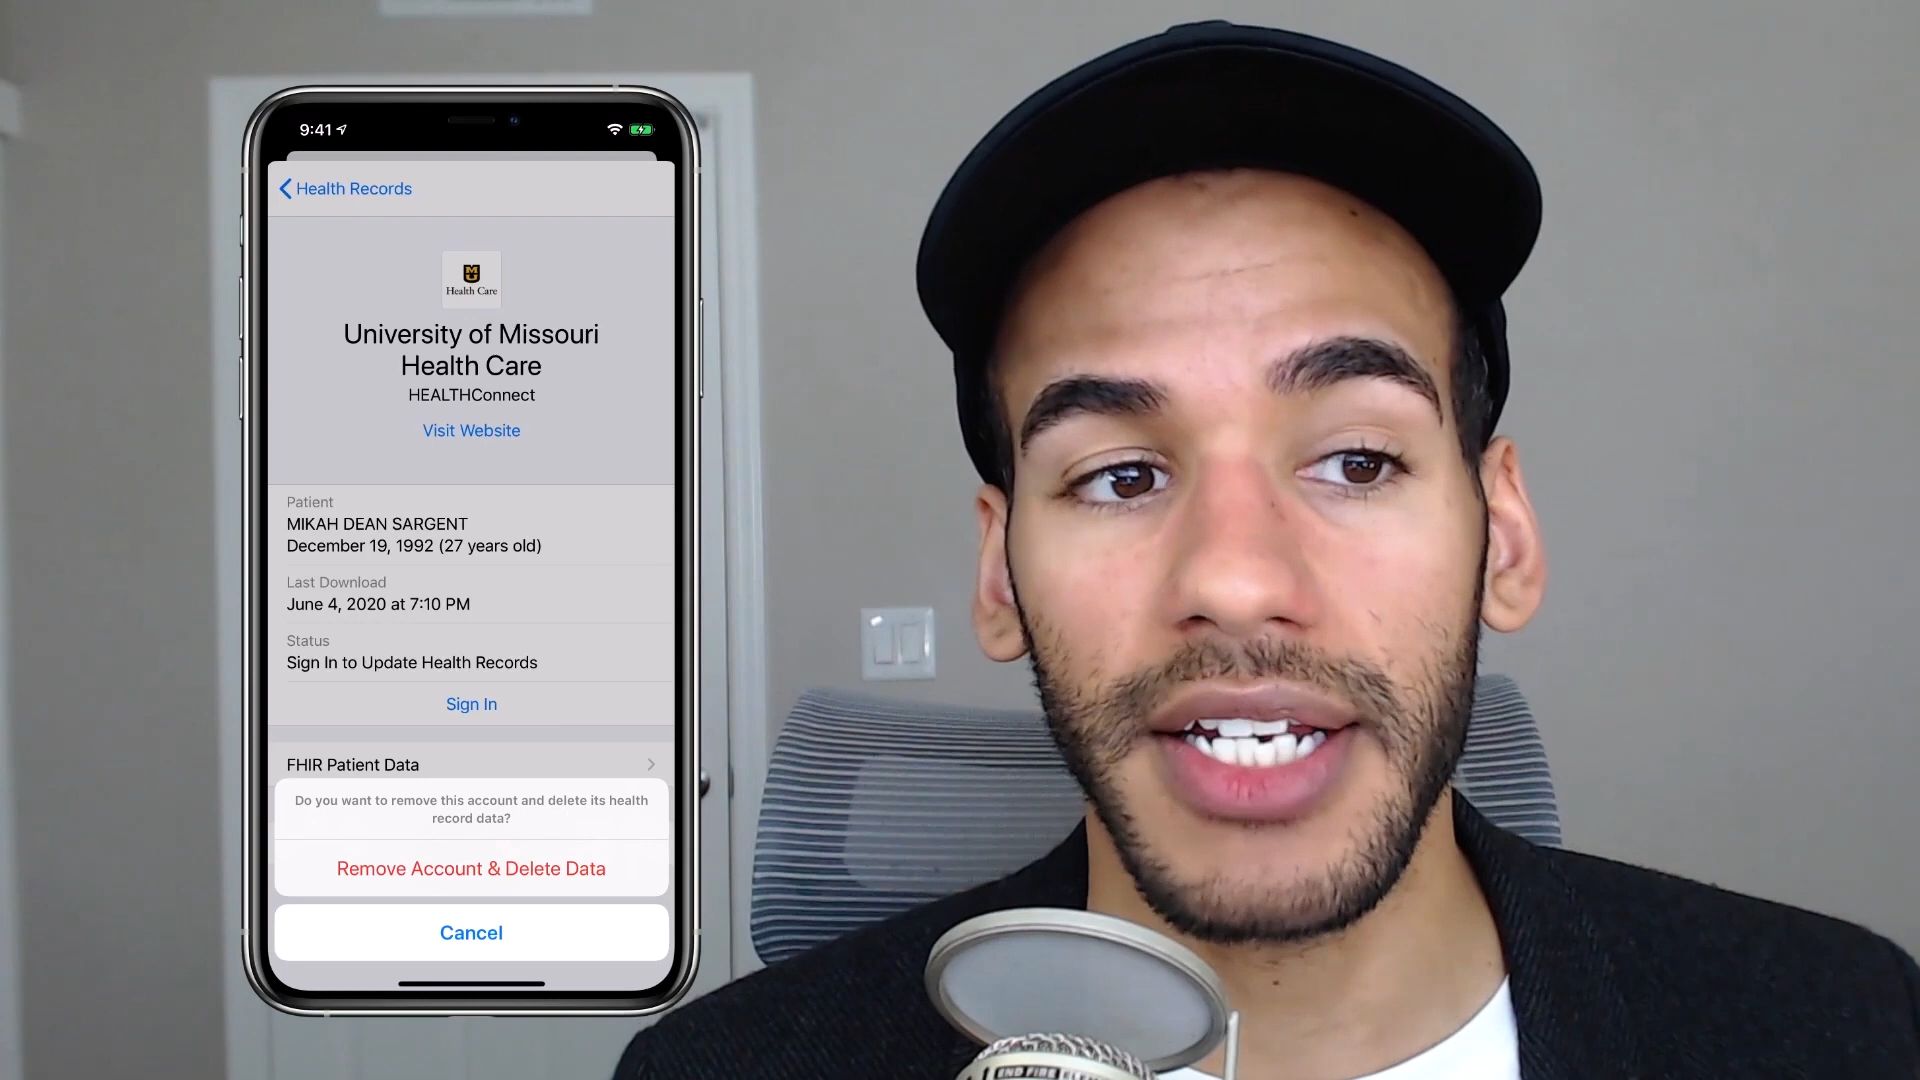 9:41
Health Records
MU
Health Care
University of Missouri
Health Care
HEALTHConnect
Visit Website
Patient
MIKAH DEAN SARGENT
December 19, 1992 (27 years old)
Last Download
June 4, 2020 at 7:10 PM
Status
Sign In to Update Health Records
Sign In
FHIR Patient Data
Do you want to remove this account and delete its health
record data?
Remove Account & Delete Data
Cancel
END FIRE